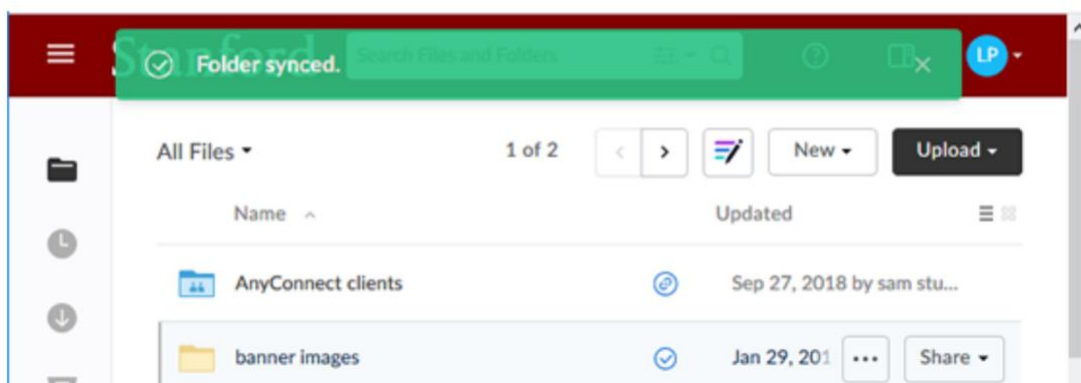 Stanford Search Files and Folders LP
Folder synced.
All Files 1 of 2 New Upload
Name Updated
AnyConnect clients Sep 27, 2018 by sam stu...
banner images Jan 29, 201 Share